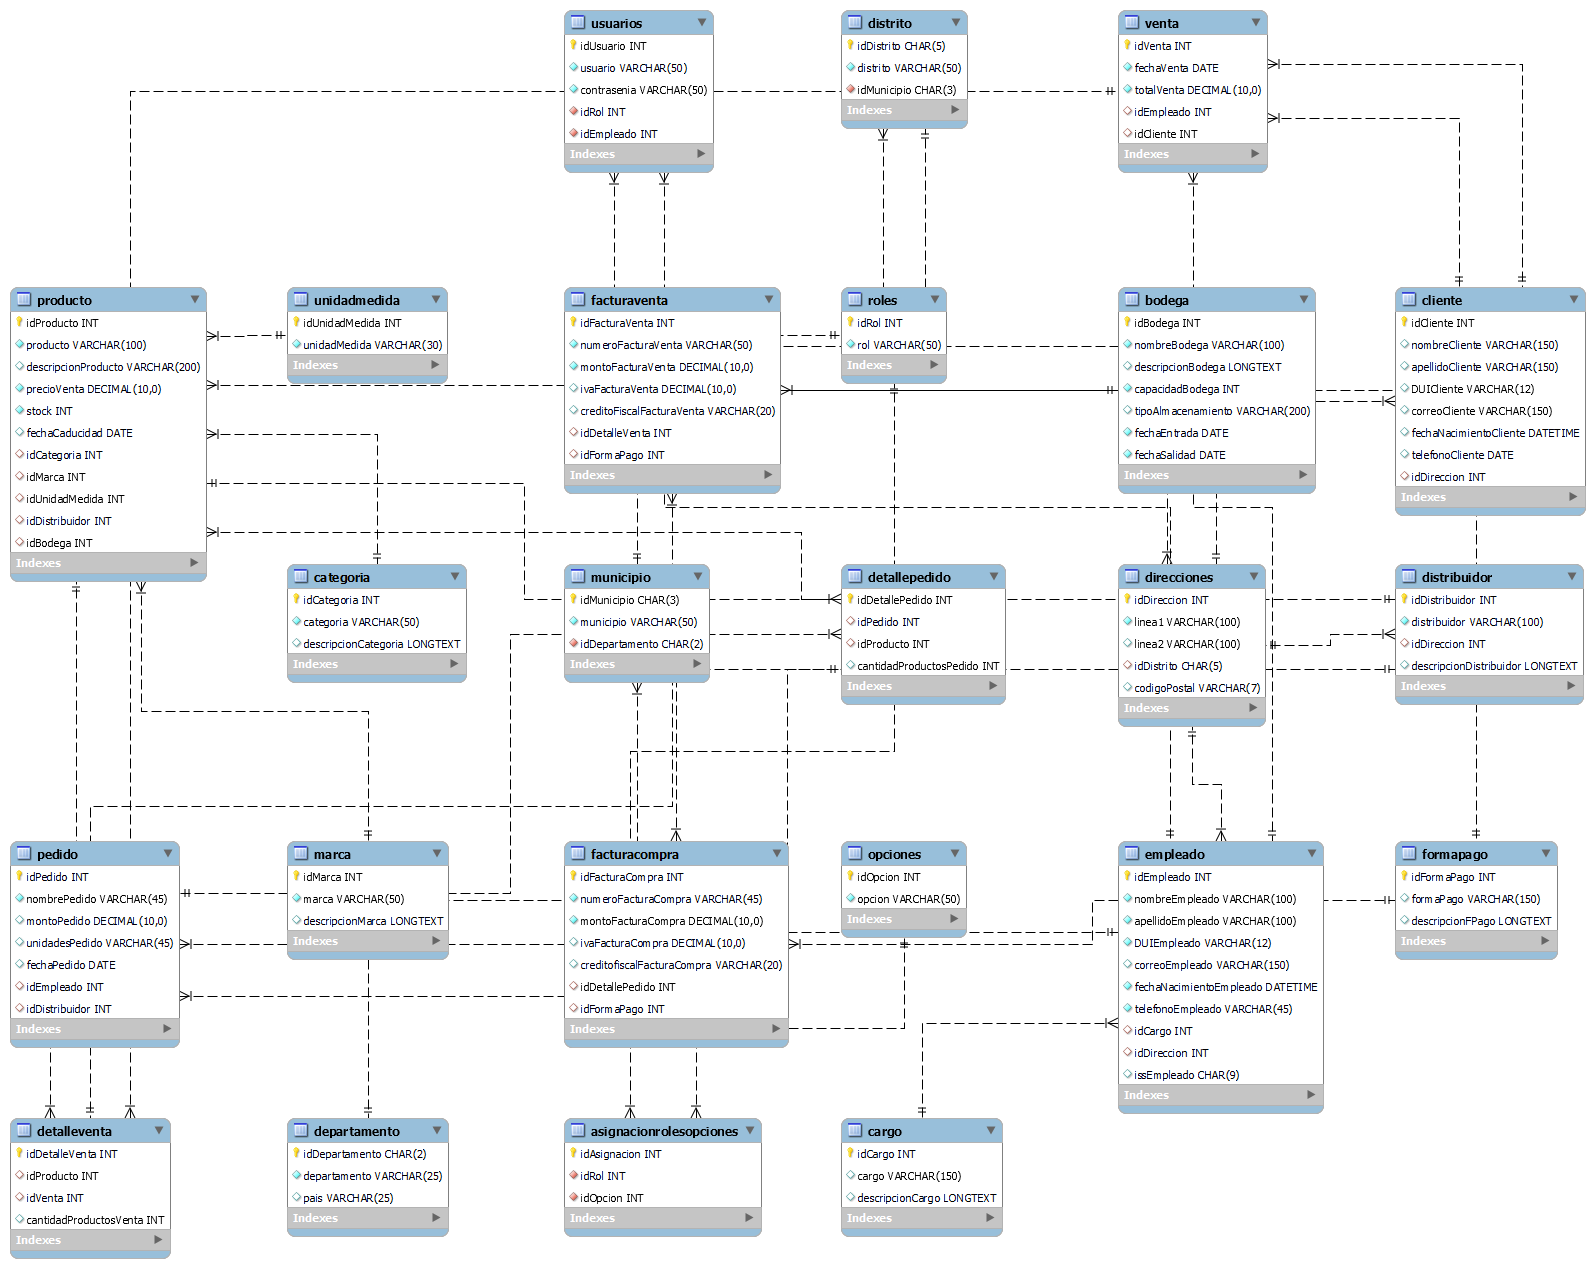 usuarios
idUsuario INT
usuario VARCHAR(50)
contrasenia VARCHAR(50)
idRol INT
idEmpleado INT
Indexes
distrito
idDistrito CHAR(5)
distrito VARCHAR(50)
idMunicipio CHAR(3)
Indexes
venta
idVenta INT
fechaVenta DATE
totalVenta DECIMAL(10,0)
idEmpleado INT
idCliente INT
Indexes
producto
idProducto INT
producto VARCHAR(100)
descripcionProducto VARCHAR(200)
precioVenta DECIMAL(10,0)
stock INT
fechaCaducidad DATE
idCategoria INT
idMarca INT
idUnidadMedida INT
idDistribuidor INT
idBodega INT
Indexes
unidadmedida
idUnidadMedida INT
unidadMedida VARCHAR(30)
Indexes
facturaventa
idFacturaVenta INT
numeroFacturaVenta VARCHAR(50)
montoFacturaVenta DECIMAL(10,0)
ivaFacturaVenta DECIMAL(10,0)
creditoFiscalFacturaVenta VARCHAR(20)
idDetalleVenta INT
idFormaPago INT
Indexes
roles
idRol INT
rol VARCHAR(50)
Indexes
bodega
idBodega INT
nombreBodega VARCHAR(100)
descripcionBodega LONGTEXT
capacidadBodega INT
tipoAlmacenamiento VARCHAR(200)
fechaEntrada DATE
fechaSalidad DATE
Indexes
cliente
idCliente INT
nombreCliente VARCHAR(150)
apellidoCliente VARCHAR(150)
DUICliente VARCHAR(12)
correoCliente VARCHAR(150)
fechaNacimientoCliente DATETIME
telefonoCliente DATE
idDireccion INT
Indexes
categoria
idCategoria INT
categoria VARCHAR(50)
descripcionCategoria LONGTEXT
Indexes
municipio
idMunicipio CHAR(3)
municipio VARCHAR(50)
idDepartamento CHAR(2)
Indexes
detallepedido
idDetallePedido INT
idPedido INT
idProducto INT
cantidadProductosPedido INT
Indexes
direcciones
idDireccion INT
linea1 VARCHAR(100)
linea2 VARCHAR(100)
idDistrito CHAR(5)
codigoPostal VARCHAR(7)
Indexes
distribuidor
idDistribuidor INT
distribuidor VARCHAR(100)
idDireccion INT
descripcionDistribuidor LONGTEXT
Indexes
pedido
idPedido INT
nombrePedido VARCHAR(45)
montoPedido DECIMAL(10,0)
unidadesPedido VARCHAR(45)
fechaPedido DATE
idEmpleado INT
idDistribuidor INT
Indexes
marca
idMarca INT
marca VARCHAR(50)
descripcionMarca LONGTEXT
Indexes
facturacompra
idFacturaCompra INT
numeroFacturaCompra VARCHAR(45)
montoFacturaCompra DECIMAL(10,0)
ivaFacturaCompra DECIMAL(10,0)
creditofiscalFacturaCompra VARCHAR(20)
idDetallePedido INT
idFormaPago INT
Indexes
opciones
idOpcion INT
opcion VARCHAR(50)
Indexes
empleado
idEmpleado INT
nombreEmpleado VARCHAR(100)
apellidoEmpleado VARCHAR(100)
DUIEmpleado VARCHAR(12)
correoEmpleado VARCHAR(150)
fechaNacimientoEmpleado DATETIME
telefonoEmpleado VARCHAR(45)
idCargo INT
idDireccion INT
issEmpleado CHAR(9)
Indexes
formapago
idFormaPago INT
formaPago VARCHAR(150)
descripcionFPago LONGTEXT
Indexes
detalleventa
idDetalleVenta INT
idProducto INT
idVenta INT
cantidadProductosVenta INT
Indexes
departamento
idDepartamento CHAR(2)
departamento VARCHAR(25)
pais VARCHAR(25)
Indexes
asignacionrolesopciones
idAsignacion INT
idRol INT
idOpcion INT
Indexes
cargo
idCargo INT
cargo VARCHAR(150)
descripcionCargo LONGTEXT
Indexes